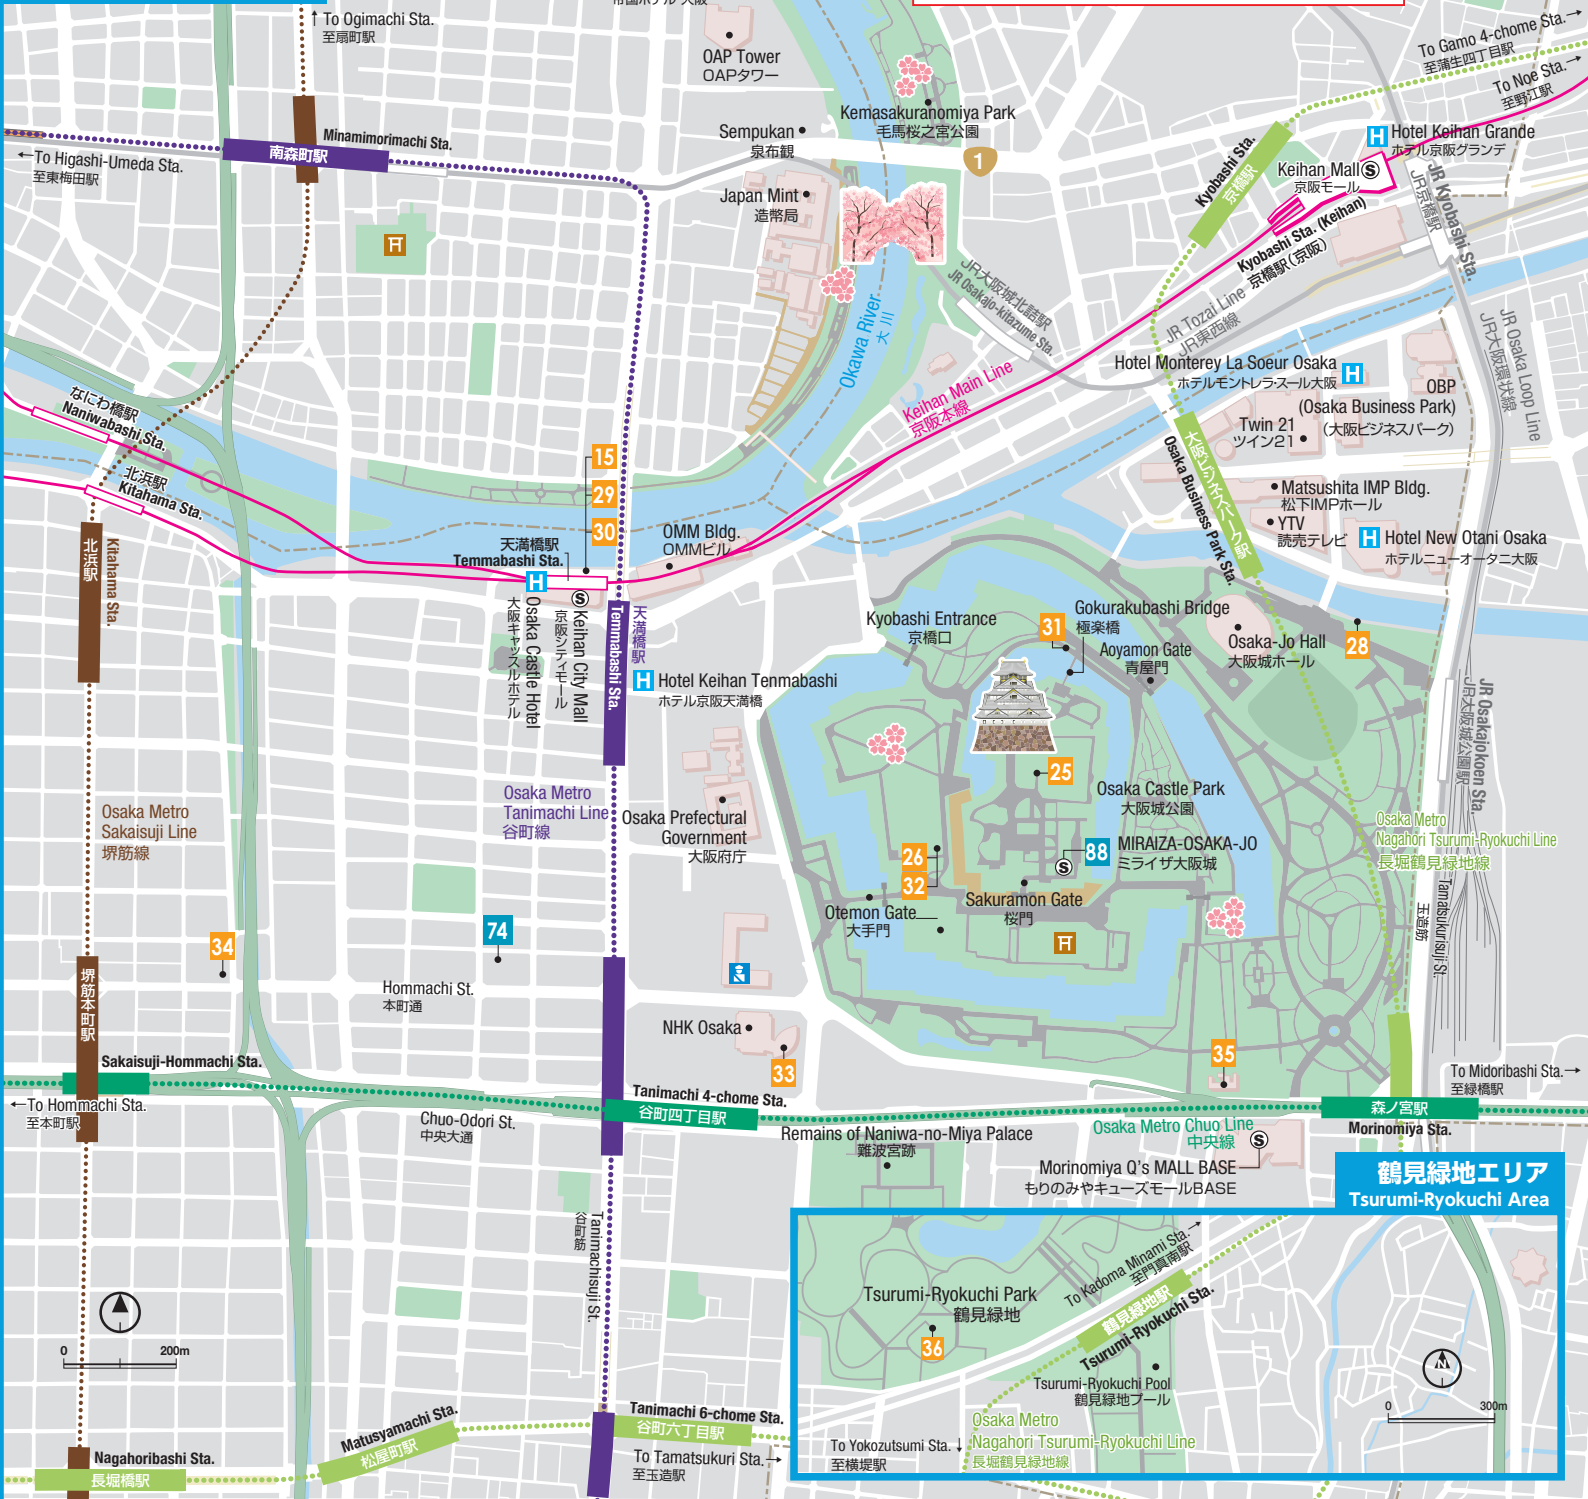 ↑ To Ogimachi Sta.
至扇町駅
OAP Tower
OAPタワー
To Gamo 4-chome Sta.→
至蒲生四丁目駅
To Noe Sta.→
至野江駅
Kemasakuranomiya Park
毛馬桜之宮公園
Sempukan
泉布観
1
Hotel Keihan Grande
ホテル京阪グランデ
H
Keihan Mall
京阪モール
S
Kyobashi Sta.
京橋駅
JR Kyobashi Sta.
JR京橋駅
Kyobashi Sta. (Keihan)
京橋駅(京阪)
Minamimorimachi Sta.
南森町駅
←To Higashi-Umeda Sta.
至東梅田駅
Japan Mint
造幣局
JR大阪城北詰駅
JR Osakajo-kitazume Sta.
Okawa River
大川
JR Tozai Line
JR東西線
JR Osaka Loop Line
JR大阪環状線
Hotel Monterey La Soeur Osaka
ホテルモントレ ラ・スール大阪
H
OBP
(Osaka Business Park)
(大阪ビジネスパーク)
Twin 21
ツイン21
Keihan Main Line
京阪本線
なにわ橋駅
Naniwabashi Sta.
北浜駅
Kitahama Sta.
15
29
30
大阪ビジネスパーク駅
Osaka Business Park Sta.
Matsushita IMP Bldg.
松下IMPホール
YTV
読売テレビ
H
Hotel New Otani Osaka
ホテルニューオータニ大阪
OMM Bldg.
OMMビル
天満橋駅
Temmabashi Sta.
H
S
北浜駅
Kitahama Sta.
Osaka Castle Hotel
大阪キャッスルホテル
Keihan City Mall
京阪シティモール
天満橋駅
Temmabashi Sta.
H
Hotel Keihan Tenmabashi
ホテル京阪天満橋
Kyobashi Entrance
京橋口
31
Gokurakubashi Bridge
極楽橋
Aoyamon Gate
青屋門
Osaka-Jo Hall
大阪城ホール
28
JR Osakajokoen Sta.
JR大阪城公園駅
25
Osaka Castle Park
大阪城公園
Osaka Metro
Sakaisuji Line
堺筋線
Osaka Metro
Tanimachi Line
谷町線
Osaka Prefectural
Government
大阪府庁
Osaka Metro
Nagahori Tsurumi-Ryokuchi Line
長堀鶴見緑地線
26
32
S
88
MIRAIZA-OSAKA-JO
ミライザ大阪城
Sakuramon Gate
桜門
Otemon Gate
大手門
Tamatsukurisuji St.
玉造筋
34
74
Hommachi St.
本町通
堺筋本町駅
NHK Osaka
33
35
Sakaisuji-Hommachi Sta.
←To Hommachi Sta.
至本町駅
Chuo-Odori St.
中央大通
Tanimachi 4-chome Sta.
谷町四丁目駅
Osaka Metro Chuo Line
中央線
森ノ宮駅
Morinomiya Sta.
To Midoribashi Sta.→
至緑橋駅
Remains of Naniwa-no-Miya Palace
難波宮跡
S
Morinomiya Q's MALL BASE
もりのみやキューズモールBASE
鶴見緑地エリア
Tsurumi-Ryokuchi Area
Tanimachisuji St.
谷町筋
To Kadoma Minami Sta.→
至門真南駅
Tsurumi-Ryokuchi Park
鶴見緑地
36
鶴見緑地駅
Tsurumi-Ryokuchi Sta.
Tsurumi-Ryokuchi Pool
鶴見緑地プール
N
0 300m
0 200m
Osaka Metro
Nagahori Tsurumi-Ryokuchi Line
長堀鶴見緑地線
To Yokozutsumi Sta.↓
至横堤駅
Matusyamachi Sta.
松屋町駅
Tanimachi 6-chome Sta.
谷町六丁目駅
To Tamatsukuri Sta.→
至玉造駅
Nagahoribashi Sta.
長堀橋駅